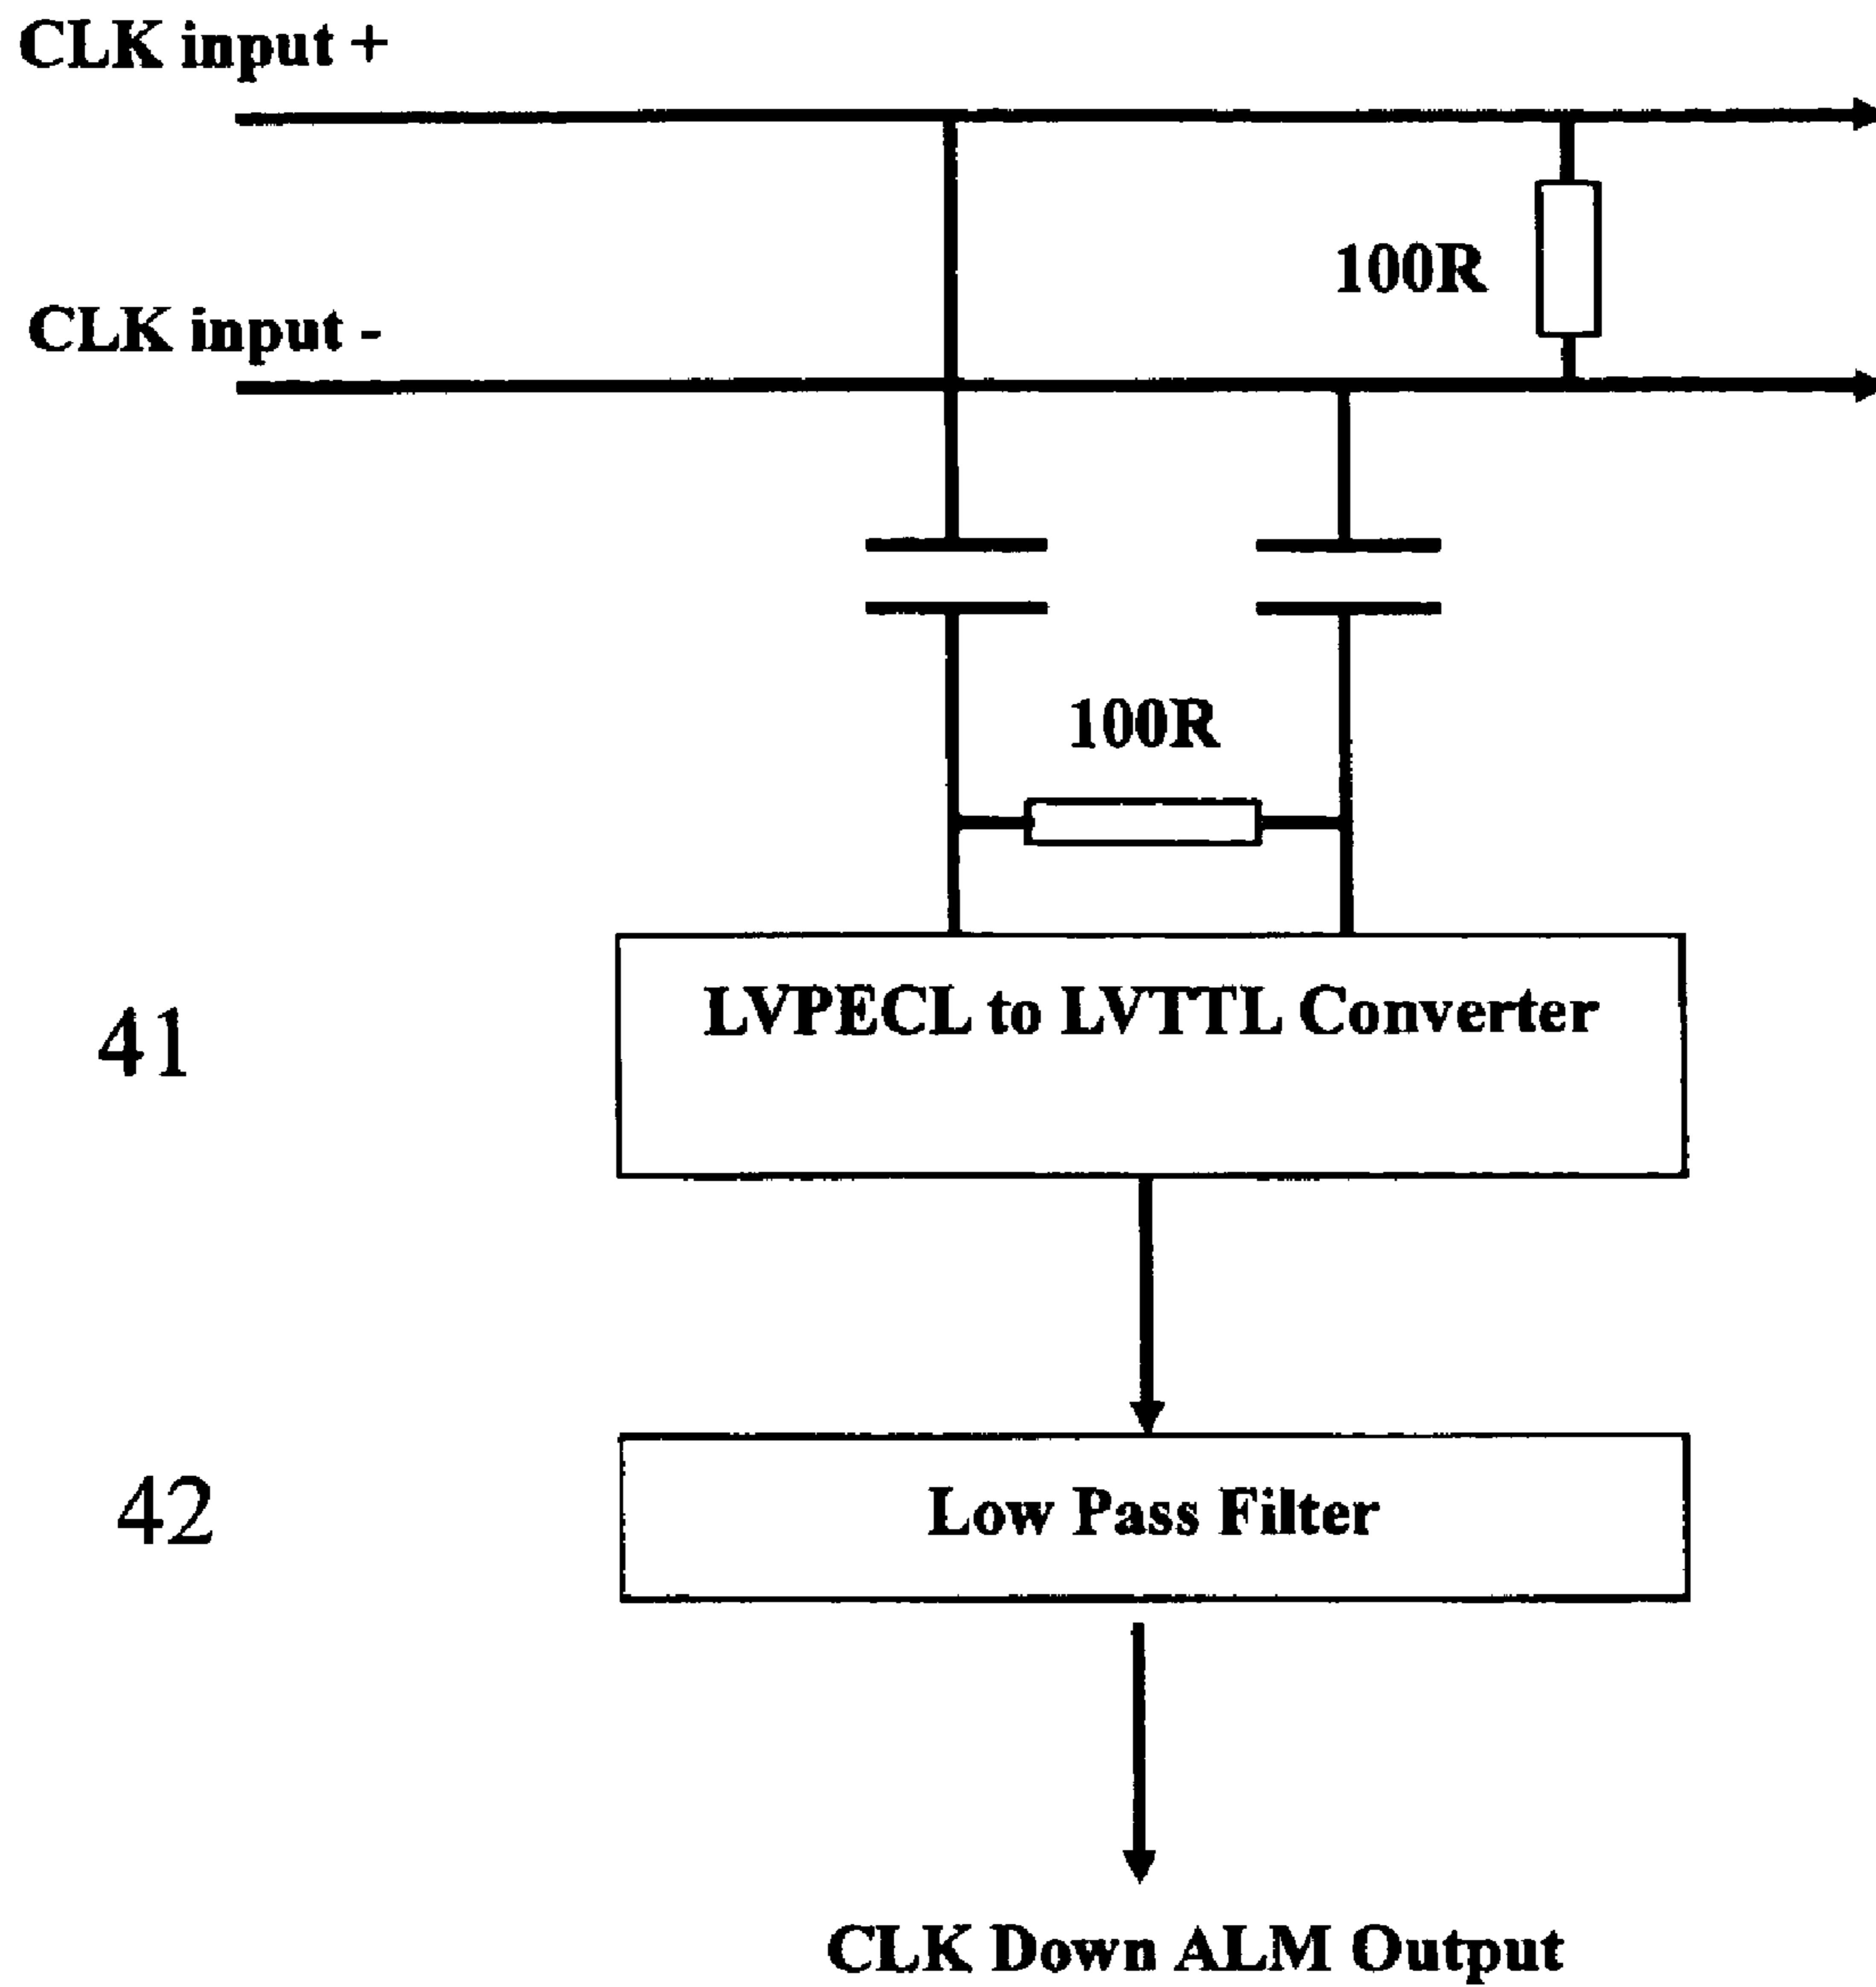 CLK input +
100R
CLK input -
100R
LVPECL to LVTTL Converter
41
Low Pass Filter
42
CLK Down ALM Output